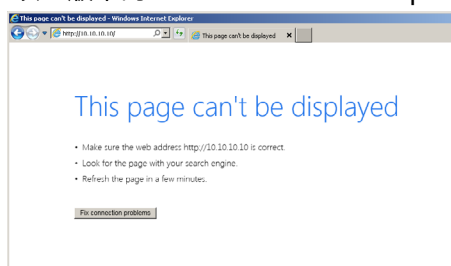 This page can't be displayed - Windows Internet Explorer
http://10.10.10.10/
This page can't be displayed
This page can't be displayed
• Make sure the web address http://10.10.10.10 is correct.
• Look for the page with your search engine.
• Refresh the page in a few minutes.
Fix connection problems